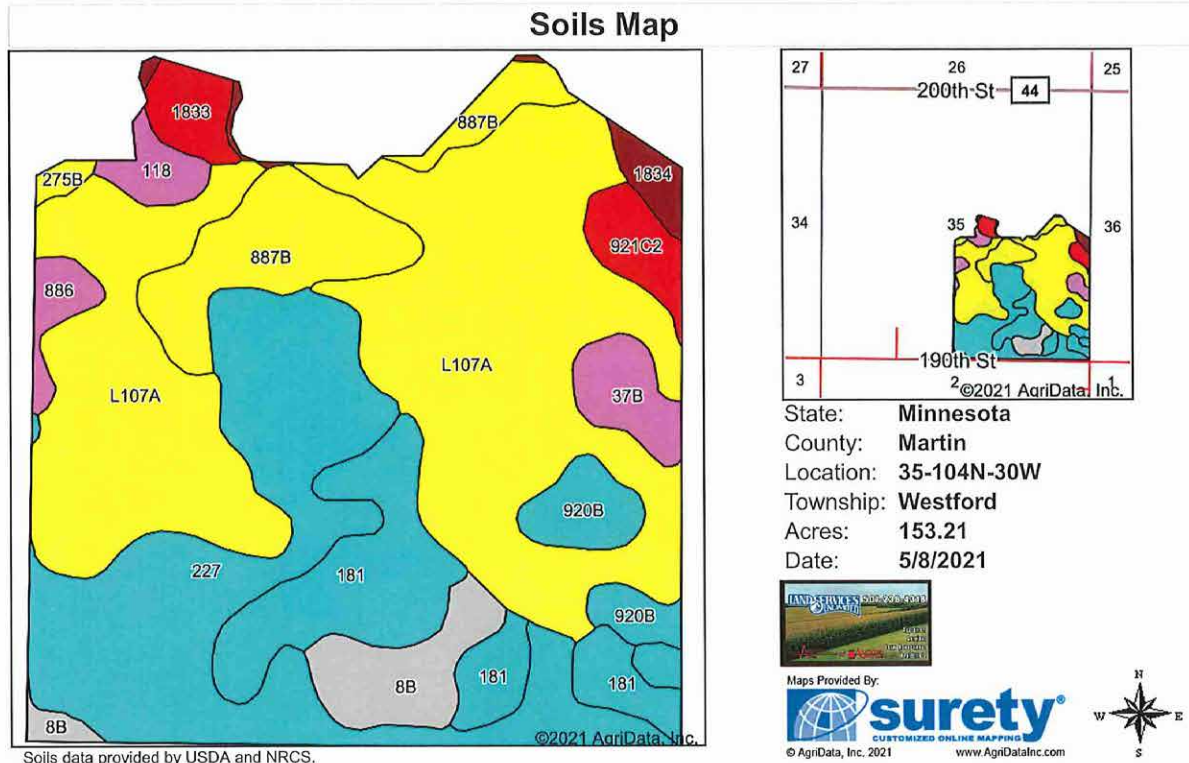 Soils Map
1833
887B
118
275B
1834
921C2
887B
886
L107A
L107A
37B
920B
227
181
920B
8B
181
181
8B
©2021 AgriData, Inc.
Soils data provided by USDA and NRCS.
27
26
25
200th St
44
34
35
36
190th St
3
2
1
©2021 AgriData, Inc.
State: Minnesota
County: Martin
Location: 35-104N-30W
Township: Westford
Acres: 153.21
Date: 5/8/2021
LAND SERVICES
UNLIMITED
Maps Provided By:
surety®
CUSTOMIZED ONLINE MAPPING
© AgriData, Inc. 2021
www.AgriDataInc.com
N
W
E
S